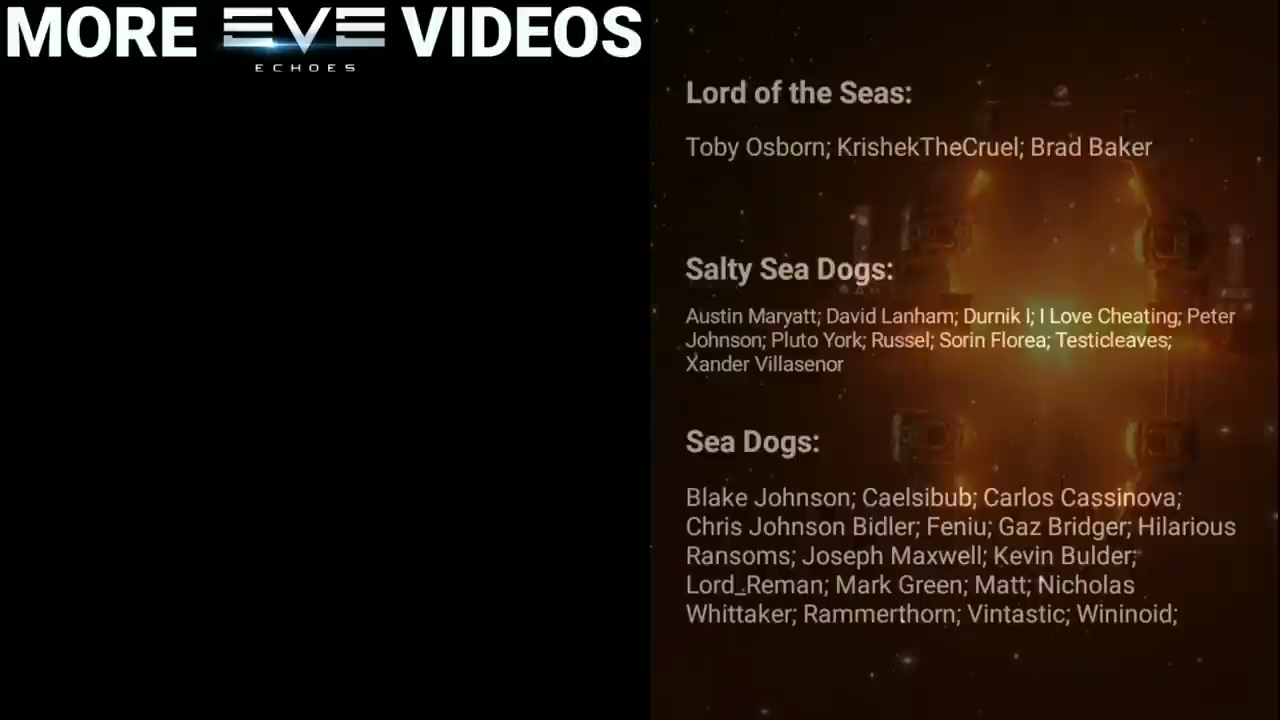 MORE EVE VIDEOS
ECHOES
Lord of the Seas:
Toby Osborn; KrishekTheCruel; Brad Baker
Salty Sea Dogs:
Austin Maryatt; David Lanham; Durnik I; I Love Cheating; Peter
Johnson; Pluto York; Russel; Sorin Florea; Testicleaves;
Xander Villasenor
Sea Dogs:
Blake Johnson; Caelsibub; Carlos Cassinova;
Chris Johnson Bidler; Feniu; Gaz Bridger; Hilarious
Ransoms; Joseph Maxwell; Kevin Bulder;
Lord_Reman; Mark Green; Matt; Nicholas
Whittaker; Rammerthorn; Vintastic; Wininoid;